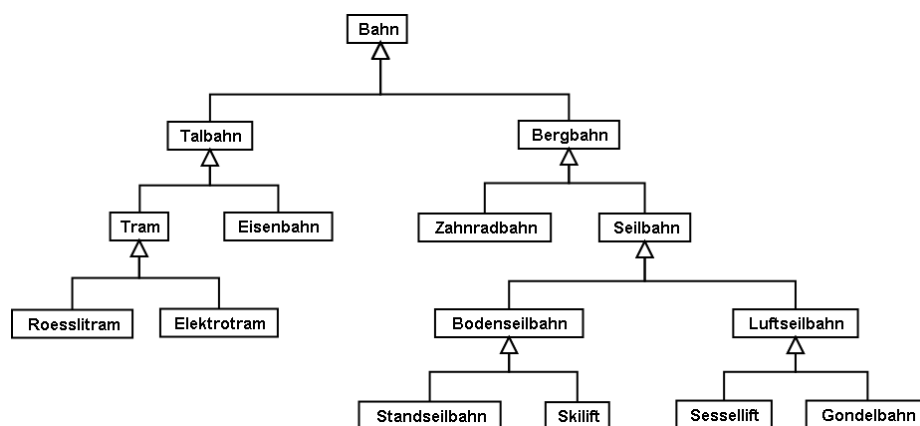 Bahn
Talbahn
Bergbahn
Tram
Eisenbahn
Zahnradbahn
Seilbahn
Roesslitram
Elektrotram
Bodenseilbahn
Luftseilbahn
Standseilbahn
Skilift
Sessellift
Gondelbahn